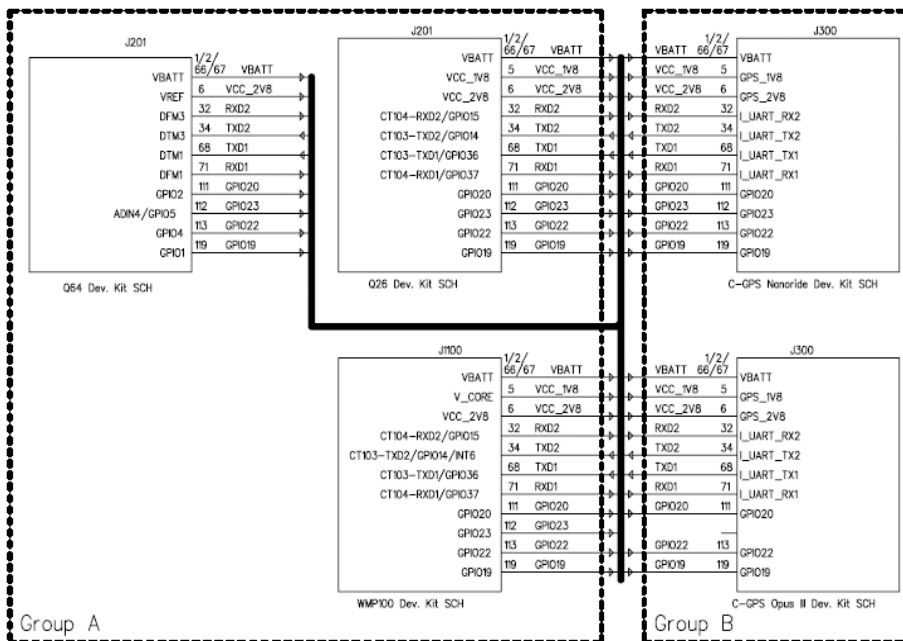 J201
1/2/
66/67 VBATT
VBATT
6 VCC_2V8
VREF
32 RXD2
DFM3
34 TXD2
DTM3
68 TXD1
DTM1
71 RXD1
DFM1
111 GPIO20
GPIO2
112 GPIO23
ADIN4/GPIO5
113 GPIO22
GPIO4
119 GPIO19
GPIO1
Q64 Dev. Kit SCH
J201
1/2/
66/67 VBATT
VBATT
5 VCC_1V8
VCC_1V8
6 VCC_2V8
VCC_2V8
32 RXD2
CT104-RXD2/GPIO15
34 TXD2
CT103-TXD2/GPIO14
68 TXD1
CT103-TXD1/GPIO36
71 RXD1
CT104-RXD1/GPIO37
111 GPIO20
GPIO20
112 GPIO23
GPIO23
113 GPIO22
GPIO22
119 GPIO19
GPIO19
Q26 Dev. Kit SCH
J300
1/2/
VBATT 66/67
VBATT
VCC_1V8 5
GPS_1V8
VCC_2V8 6
GPS_2V8
RXD2 32
I_UART_RX2
TXD2 34
I_UART_TX2
TXD1 68
I_UART_TX1
RXD1 71
I_UART_RX1
GPIO20 111
GPIO20
GPIO23 112
GPIO23
GPIO22 113
GPIO22
GPIO19 119
GPIO19
C-GPS Nanoride Dev. Kit SCH
J1100
1/2/
66/67 VBATT
VBATT
5 VCC_1V8
V_CORE
6 VCC_2V8
VCC_2V8
32 RXD2
CT104-RXD2/GPIO15
34 TXD2
CT103-TXD2/GPIO14/INT6
68 TXD1
CT103-TXD1/GPIO36
71 RXD1
CT104-RXD1/GPIO37
111 GPIO20
GPIO20
112 GPIO23
GPIO23
113 GPIO22
GPIO22
119 GPIO19
GPIO19
WMP100 Dev. Kit SCH
J300
1/2/
VBATT 66/67
VBATT
VCC_1V8 5
GPS_1V8
VCC_2V8 6
GPS_2V8
RXD2 32
I_UART_RX2
TXD2 34
I_UART_TX2
TXD1 68
I_UART_TX1
RXD1 71
I_UART_RX1
GPIO20 111
GPIO20
GPIO22 113
GPIO22
GPIO19 119
GPIO19
C-GPS Opus III Dev. Kit SCH
Group A
Group B